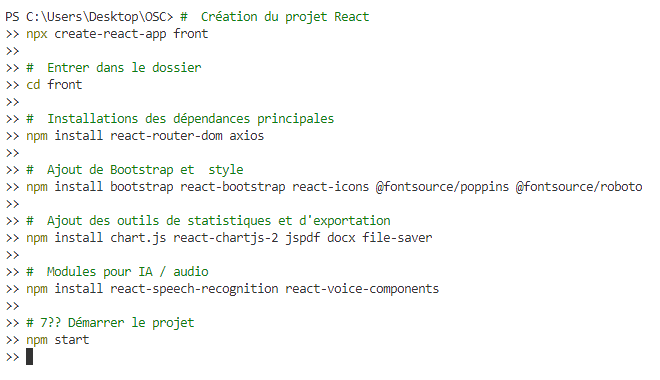 PS C:\Users\Desktop\OSC> #  Création du projet React
>> npx create-react-app front
>>
>> #  Entrer dans le dossier
>> cd front
>>
>> #  Installations des dépendances principales
>> npm install react-router-dom axios
>>
>> #  Ajout de Bootstrap et  style
>> npm install bootstrap react-bootstrap react-icons @fontsource/poppins @fontsource/roboto
>>
>> #  Ajout des outils de statistiques et d'exportation
>> npm install chart.js react-chartjs-2 jspdf docx file-saver
>>
>> #  Modules pour IA / audio
>> npm install react-speech-recognition react-voice-components
>>
>> # 7?? Démarrer le projet
>> npm start
>>